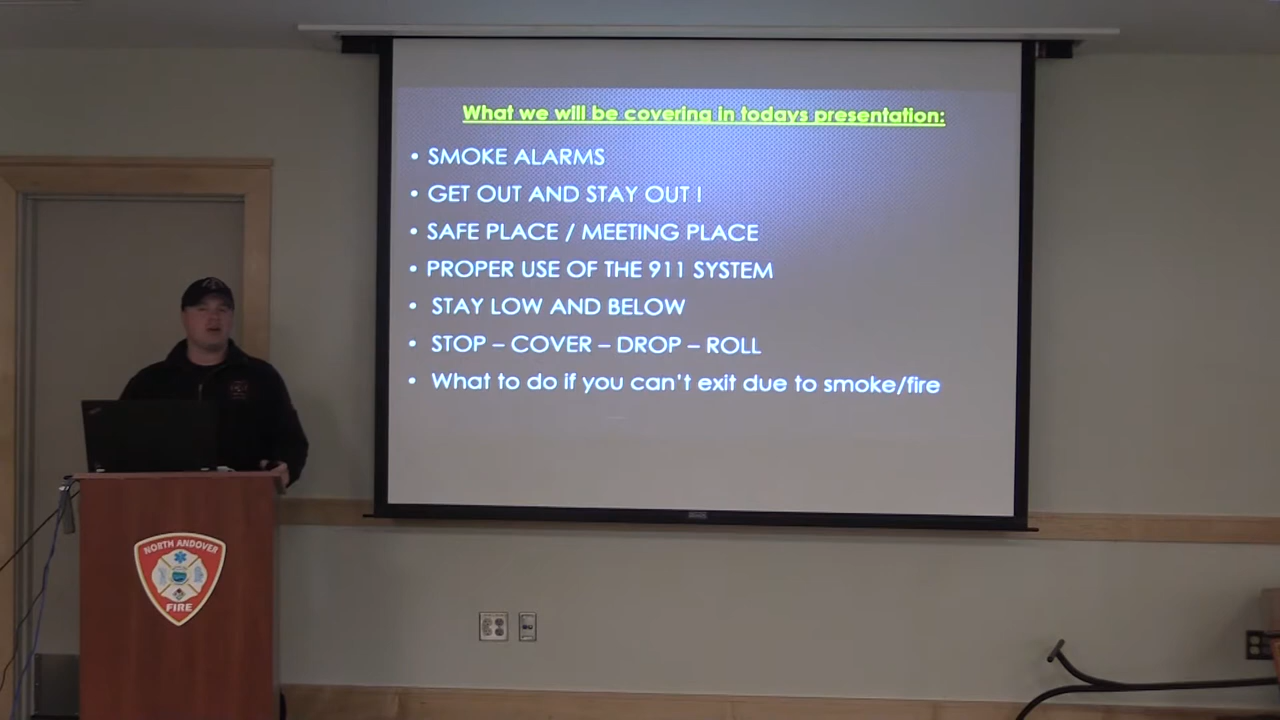 What we will be covering in todays presentation:
• SMOKE ALARMS
• GET OUT AND STAY OUT !
• SAFE PLACE / MEETING PLACE
• PROPER USE OF THE 911 SYSTEM
• STAY LOW AND BELOW
• STOP – COVER – DROP – ROLL
• What to do if you can't exit due to smoke/fire
NORTH ANDOVER
FIRE